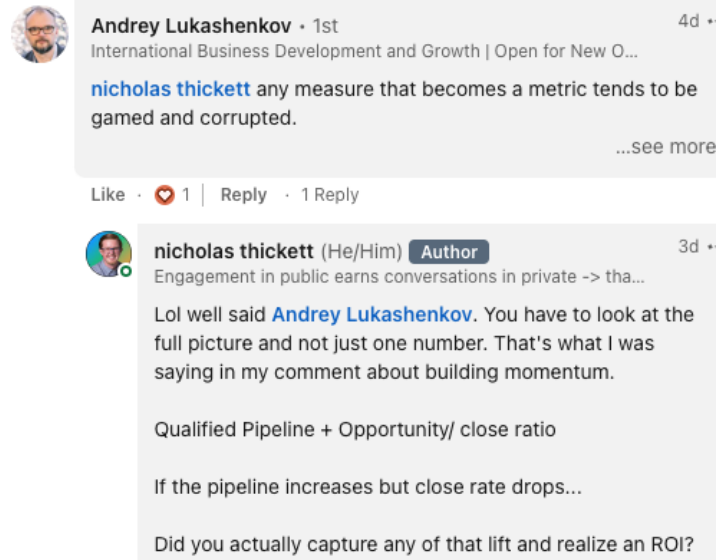 Andrey Lukashenkov • 1st
4d
International Business Development and Growth | Open for New O...
nicholas thickett any measure that becomes a metric tends to be
gamed and corrupted.
...see more
Like · 1 | Reply · 1 Reply
nicholas thickett (He/Him) Author
3d
Engagement in public earns conversations in private -> tha...
Lol well said Andrey Lukashenkov. You have to look at the
full picture and not just one number. That's what I was
saying in my comment about building momentum.
Qualified Pipeline + Opportunity/ close ratio
If the pipeline increases but close rate drops...
Did you actually capture any of that lift and realize an ROI?